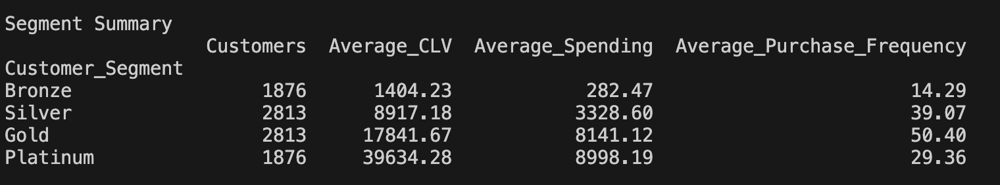 Segment Summary
Customers Average_CLV Average_Spending Average_Purchase_Frequency
Customer_Segment
Bronze 1876 1404.23 282.47 14.29
Silver 2813 8917.18 3328.60 39.07
Gold 2813 17841.67 8141.12 50.40
Platinum 1876 39634.28 8998.19 29.36